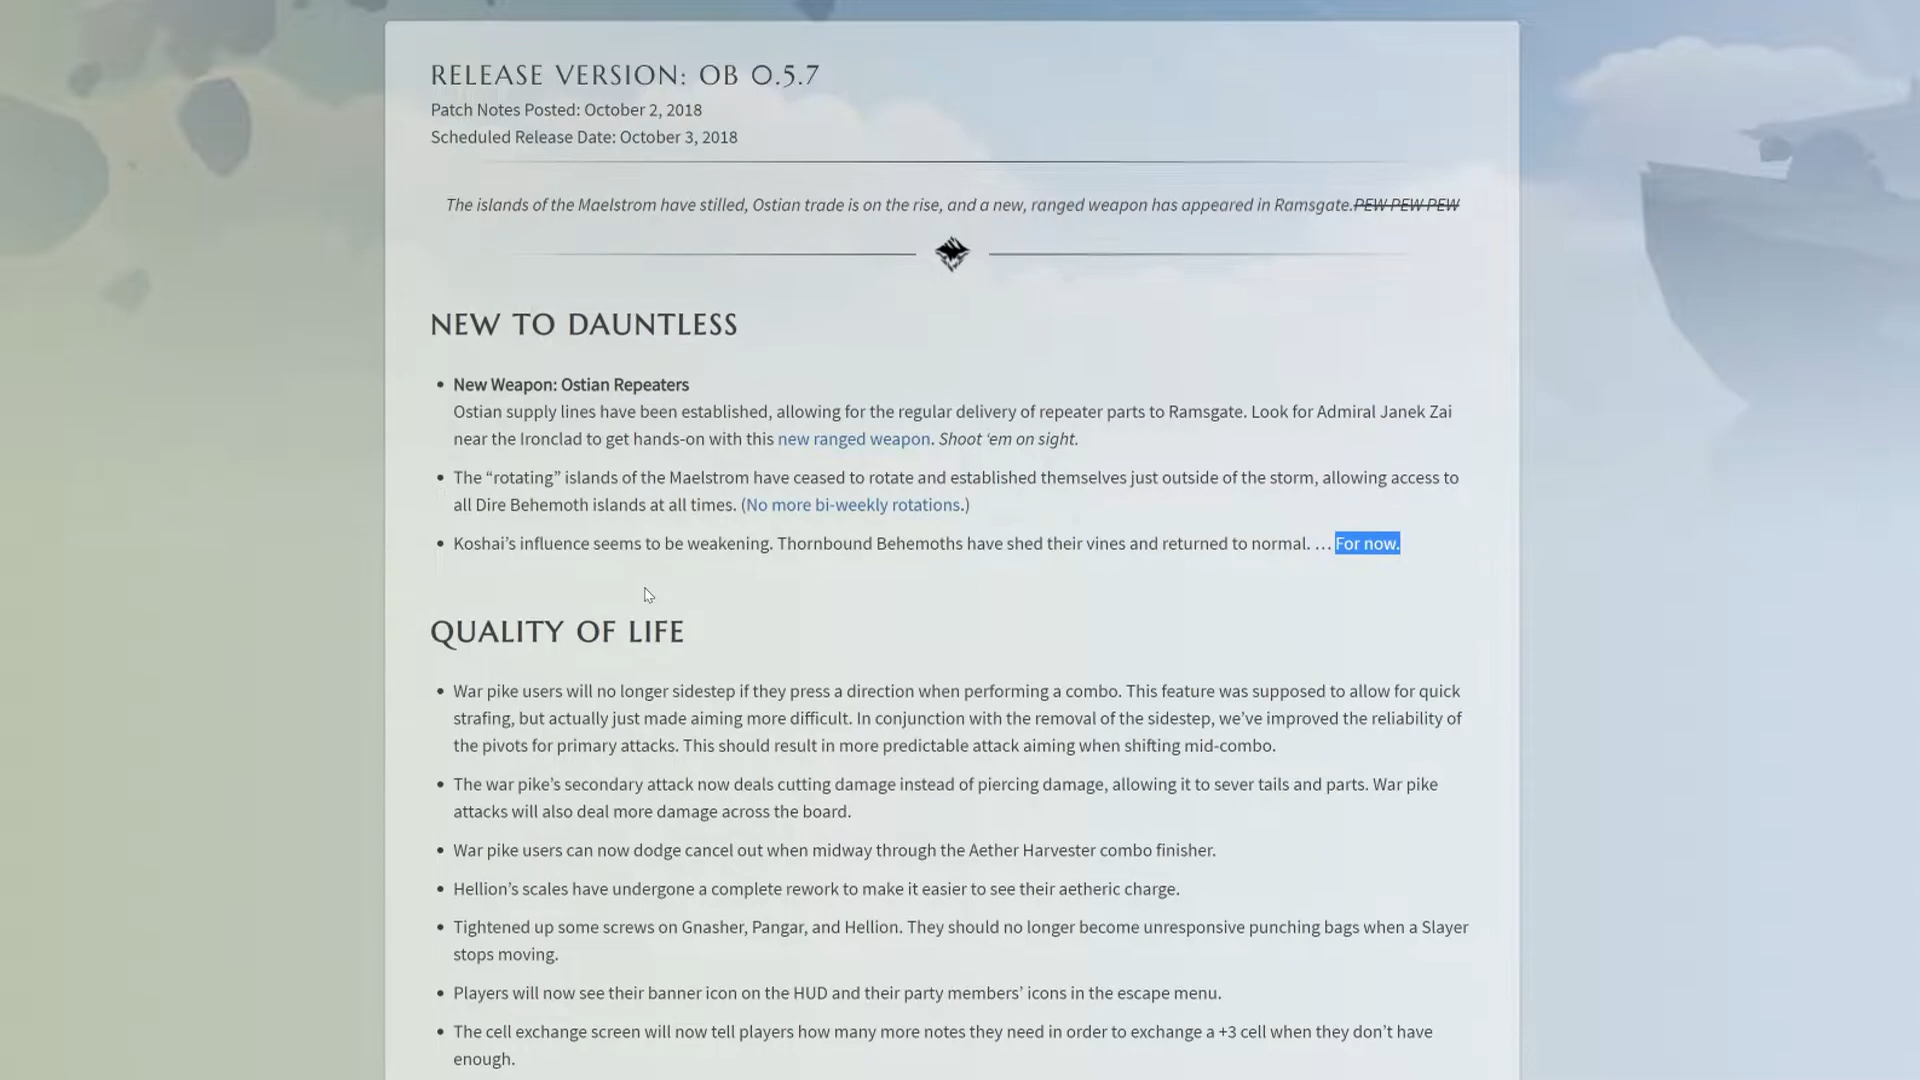 RELEASE VERSION: OB 0.5.7
Patch Notes Posted: October 2, 2018
Scheduled Release Date: October 3, 2018
The islands of the Maelstrom have stilled, Ostian trade is on the rise, and a new, ranged weapon has appeared in Ramsgate.PEW PEW PEW
NEW TO DAUNTLESS
• New Weapon: Ostian Repeaters
Ostian supply lines have been established, allowing for the regular delivery of repeater parts to Ramsgate. Look for Admiral Janek Zai
near the Ironclad to get hands-on with this new ranged weapon. Shoot ‘em on sight.
• The “rotating” islands of the Maelstrom have ceased to rotate and established themselves just outside of the storm, allowing access to
all Dire Behemoth islands at all times. (No more bi-weekly rotations.)
• Koshai’s influence seems to be weakening. Thornbound Behemoths have shed their vines and returned to normal. … For now.
QUALITY OF LIFE
• War pike users will no longer sidestep if they press a direction when performing a combo. This feature was supposed to allow for quick
strafing, but actually just made aiming more difficult. In conjunction with the removal of the sidestep, we’ve improved the reliability of
the pivots for primary attacks. This should result in more predictable attack aiming when shifting mid-combo.
• The war pike’s secondary attack now deals cutting damage instead of piercing damage, allowing it to sever tails and parts. War pike
attacks will also deal more damage across the board.
• War pike users can now dodge cancel out when midway through the Aether Harvester combo finisher.
• Hellion’s scales have undergone a complete rework to make it easier to see their aetheric charge.
• Tightened up some screws on Gnasher, Pangar, and Hellion. They should no longer become unresponsive punching bags when a Slayer
stops moving.
• Players will now see their banner icon on the HUD and their party members’ icons in the escape menu.
• The cell exchange screen will now tell players how many more notes they need in order to exchange a +3 cell when they don’t have
enough.